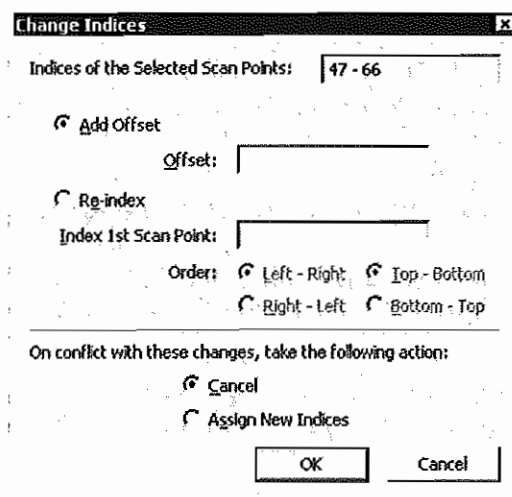 Change Indices
Indices of the Selected Scan Points: 47 - 66
Add Offset
Offset:
Re-index
Index 1st Scan Point:
Order: Left - Right Top - Bottom
Right - Left Bottom - Top
On conflict with these changes, take the following action:
Cancel
Assign New Indices
OK Cancel